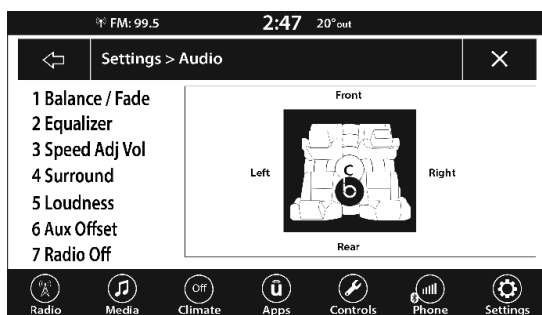 FM: 99.5 2:47 20°out
Settings > Audio
1 Balance / Fade
2 Equalizer
3 Speed Adj Vol
4 Surround
5 Loudness
6 Aux Offset
7 Radio Off
Front
Left
C
b
Right
Rear
Off
ū
Radio Media Climate Apps Controls Phone Settings